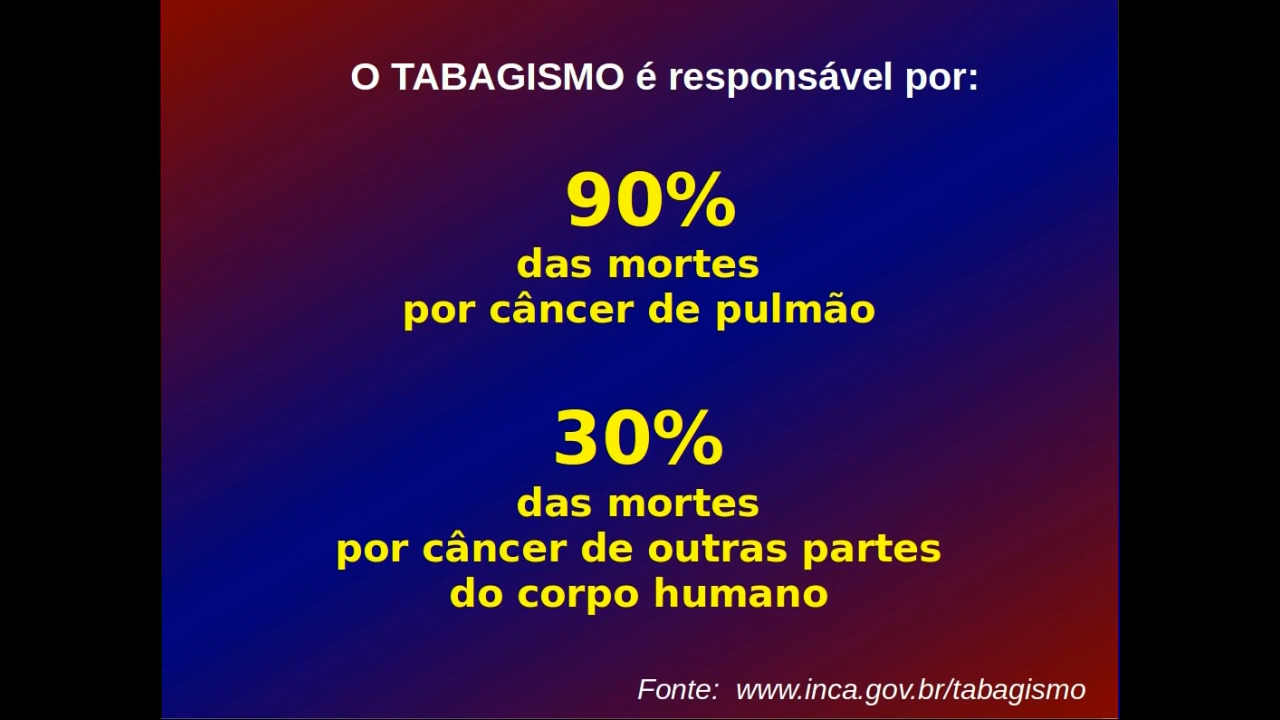 O TABAGISMO é responsável por:
90%
das mortes
por câncer de pulmão
30%
das mortes
por câncer de outras partes
do corpo humano
Fonte: www.inca.gov.br/tabagismo